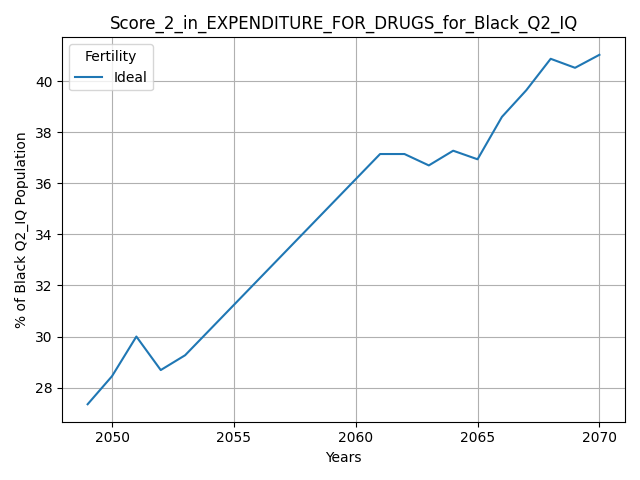 Score_2_in_EXPENDITURE_FOR_DRUGS_for_Black_Q2_IQ
Fertility
Ideal
% of Black Q2_IQ Population
40
38
36
34
32
30
28
2050
2055
2060
2065
2070
Years